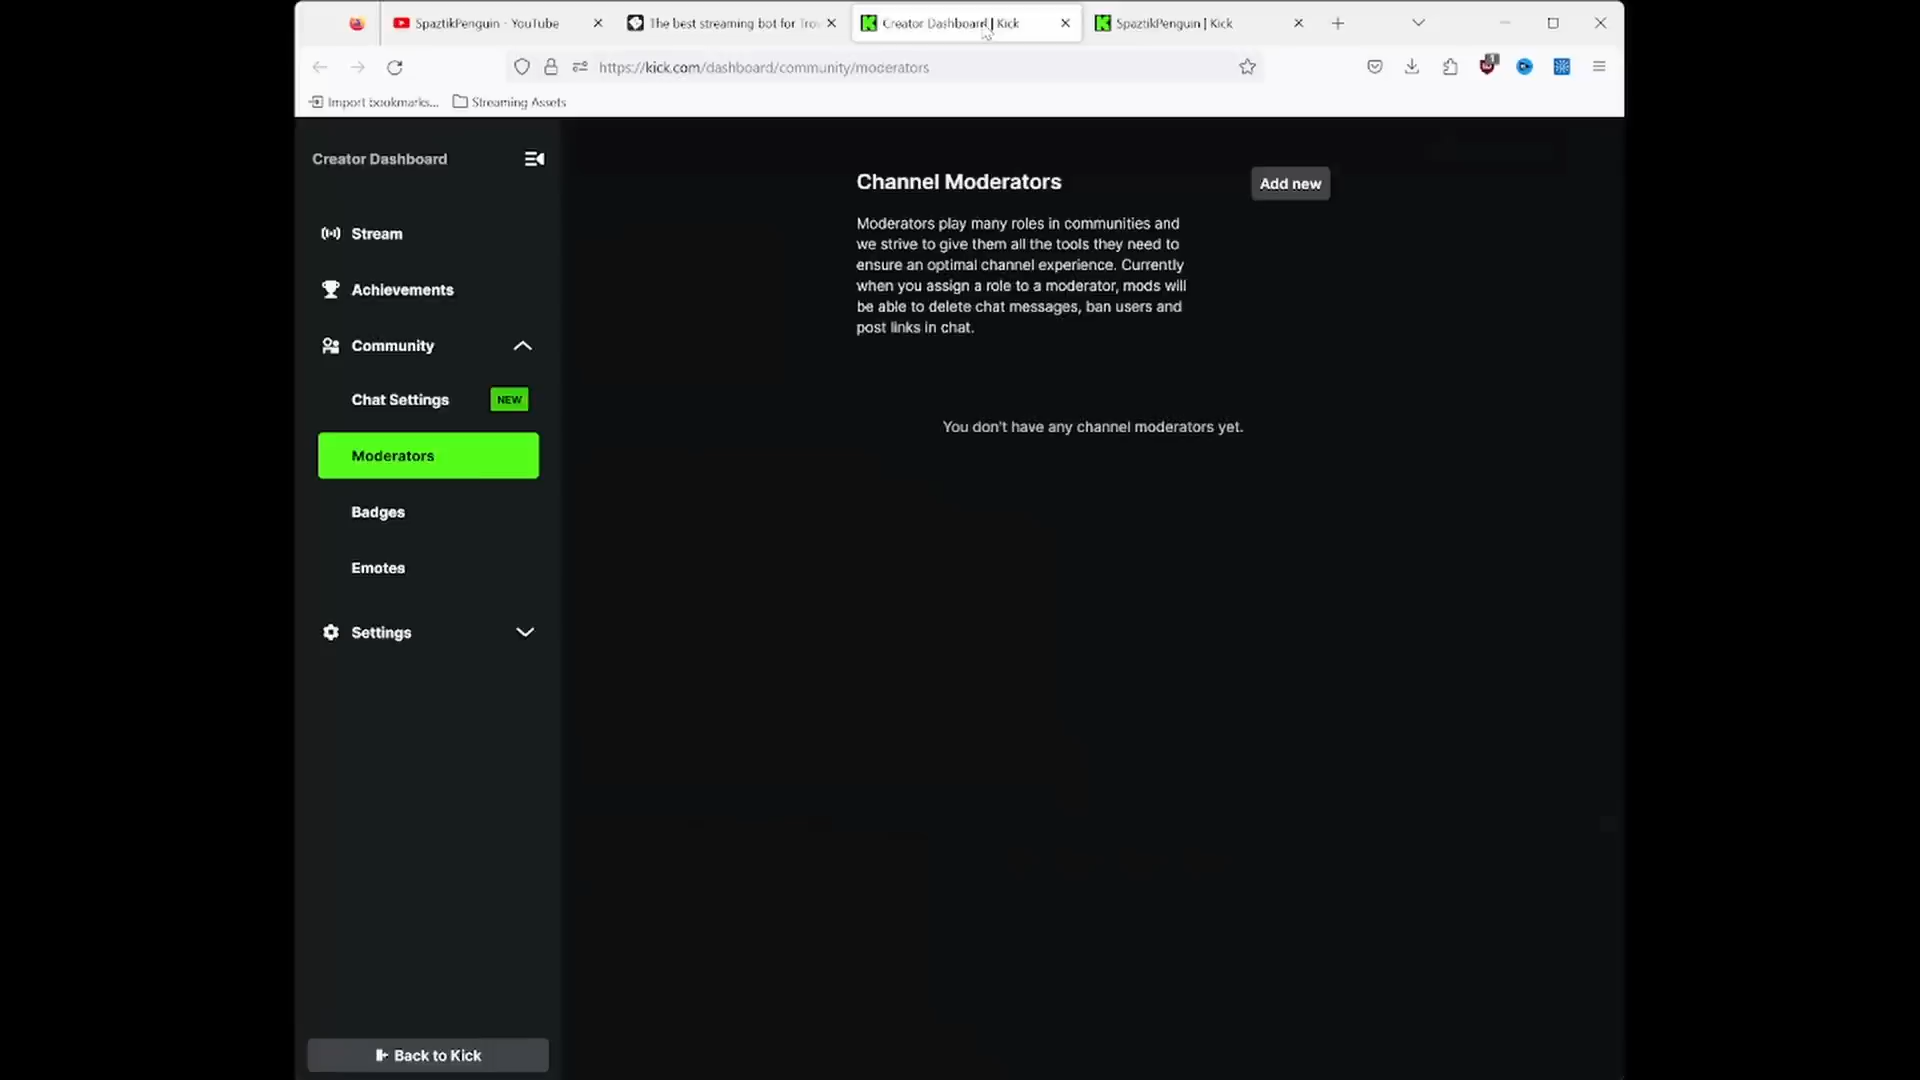 SpaztikPenguin - YouTube
The best streaming bot for Trov
Creator Dashboard | Kick
SpaztikPenguin | Kick
https://kick.com/dashboard/community/moderators
Import bookmarks...
Streaming Assets
Creator Dashboard
Stream
Achievements
Community
Chat Settings
NEW
Moderators
Badges
Emotes
Settings
Back to Kick
Channel Moderators
Add new
Moderators play many roles in communities and
we strive to give them all the tools they need to
ensure an optimal channel experience. Currently
when you assign a role to a moderator, mods will
be able to delete chat messages, ban users and
post links in chat.
You don't have any channel moderators yet.